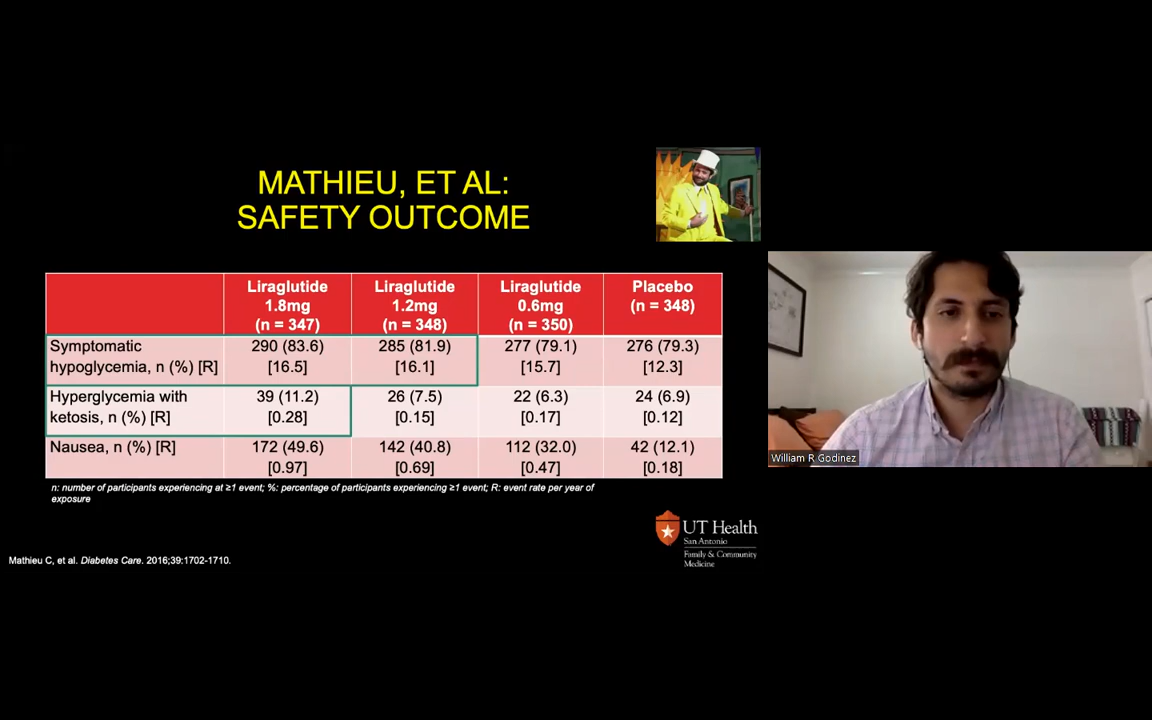 MATHIEU, ET AL:
SAFETY OUTCOME
Liraglutide 1.8mg (n = 347)
Liraglutide 1.2mg (n = 348)
Liraglutide 0.6mg (n = 350)
Placebo (n = 348)
Symptomatic hypoglycemia, n (%) [R]
290 (83.6) [16.5]
285 (81.9) [16.1]
277 (79.1) [15.7]
276 (79.3) [12.3]
Hyperglycemia with ketosis, n (%) [R]
39 (11.2) [0.28]
26 (7.5) [0.15]
22 (6.3) [0.17]
24 (6.9) [0.12]
Nausea, n (%) [R]
172 (49.6) [0.97]
142 (40.8) [0.69]
112 (32.0) [0.47]
42 (12.1) [0.18]
n: number of participants experiencing at ≥1 event; %: percentage of participants experiencing ≥1 event; R: event rate per year of
exposure
William R Godinez
UT Health
San Antonio
Family & Community
Medicine
Mathieu C, et al. Diabetes Care. 2016;39:1702-1710.